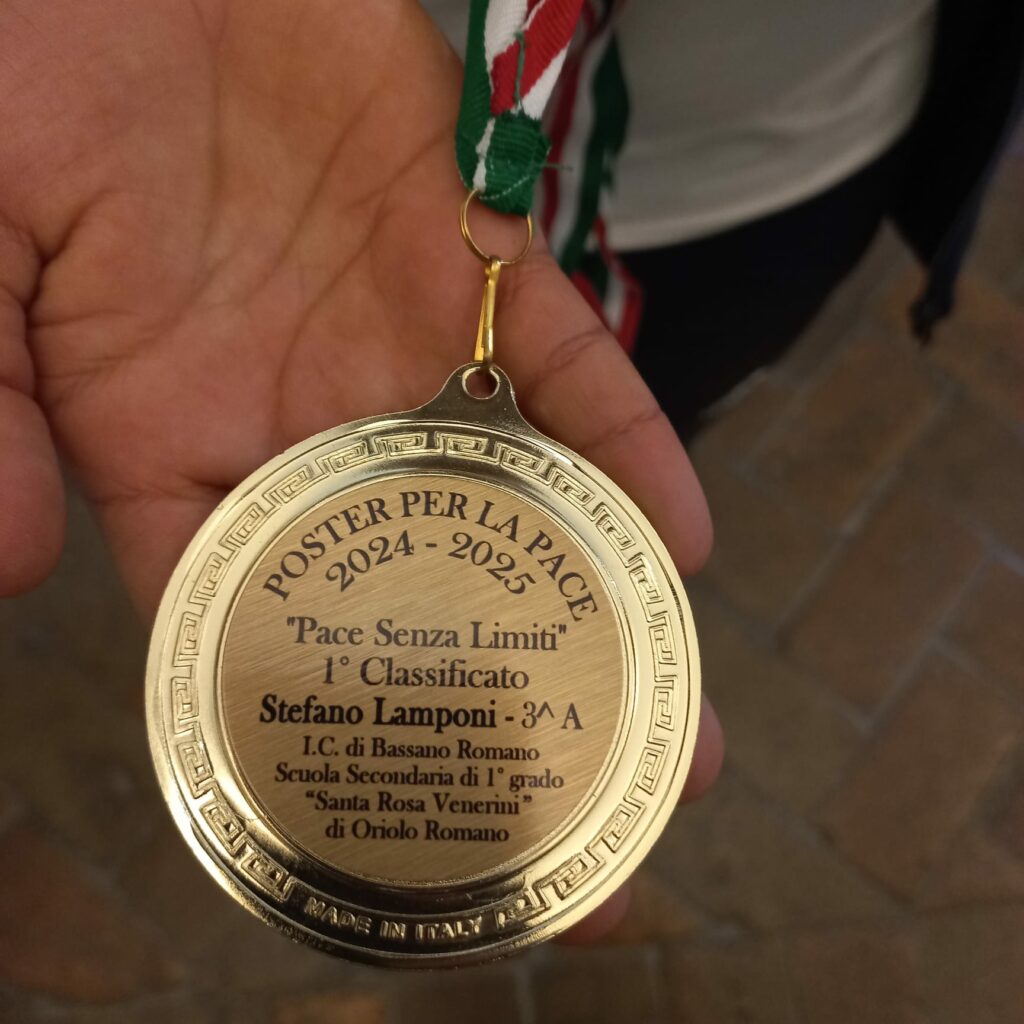 POSTER PER LA PACE
2024 - 2025
"Pace Senza Limiti"
1° Classificato
Stefano Lamponi - 3^ A
I.C. di Bassano Romano
Scuola Secondaria di 1° grado
"Santa Rosa Venerini"
di Oriolo Romano
MADE IN ITALY